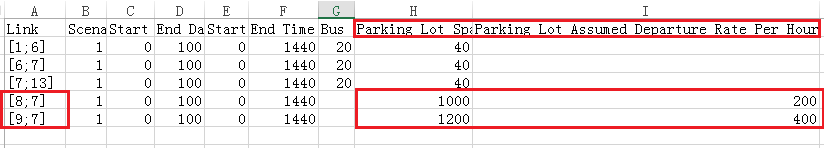 A B C D E F G H I
Link Scena Start End Da Start End Time Bus Parking Lot Spa Parking Lot Assumed Departure Rate Per Hour
[1;6] 1 0 100 0 1440 20 40
[6;7] 1 0 100 0 1440 20 40
[7;13] 1 0 100 0 1440 20 40
[8;7] 1 0 100 0 1440 1000 200
[9;7] 1 0 100 0 1440 1200 400